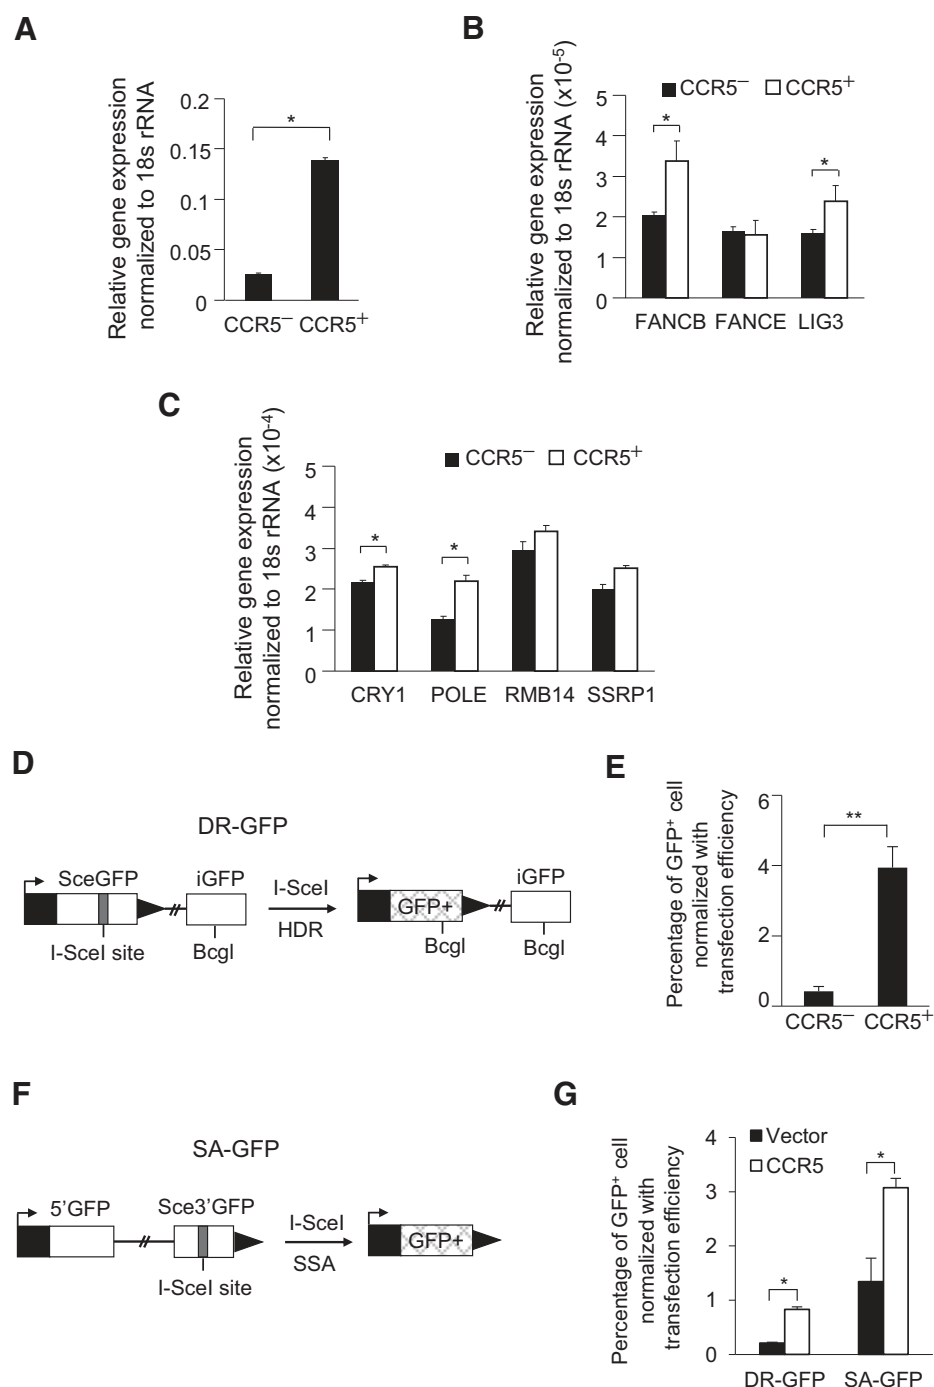 A
Relative gene expression
normalized to 18s rRNA
0.2
0.15
0.1
0.05
0
*
CCR5⁻ CCR5⁺
B
Relative gene expression
normalized to 18s rRNA (x10⁻⁵)
CCR5⁻ CCR5⁺
5
4
3
2
1
0
*
*
FANCB FANCE LIG3
C
Relative gene expression
normalized to 18s rRNA (x10⁻⁴)
CCR5⁻ CCR5⁺
5
4
3
2
1
0
*
*
CRY1 POLE RMB14 SSRP1
D
DR-GFP
SceGFP iGFP
I-SceI
HDR
I-SceI site BcgI
iGFP
GFP+
BcgI BcgI
E
Percentage of GFP⁺ cell
normalized with
transfection efficiency
6
4
2
0
**
CCR5⁻ CCR5⁺
F
SA-GFP
5'GFP Sce3'GFP
I-SceI
SSA
I-SceI site
GFP+
G
Percentage of GFP⁺ cell
normalized with
transfection efficiency
Vector
CCR5
4
3
2
1
0
*
*
DR-GFP SA-GFP